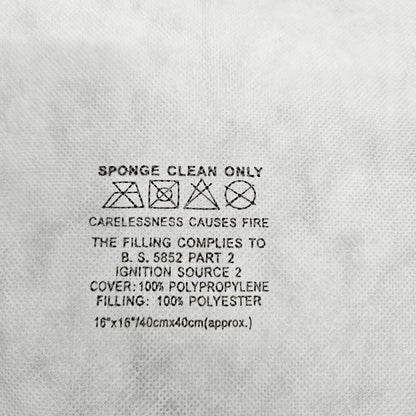 SPONGE CLEAN ONLY
CARELESSNESS CAUSES FIRE
THE FILLING COMPLIES TO
B. S. 5852 PART 2
IGNITION SOURCE 2
COVER: 100% POLYPROPYLENE
FILLING: 100% POLYESTER
16"x16"/40cmx40cm(approx.)